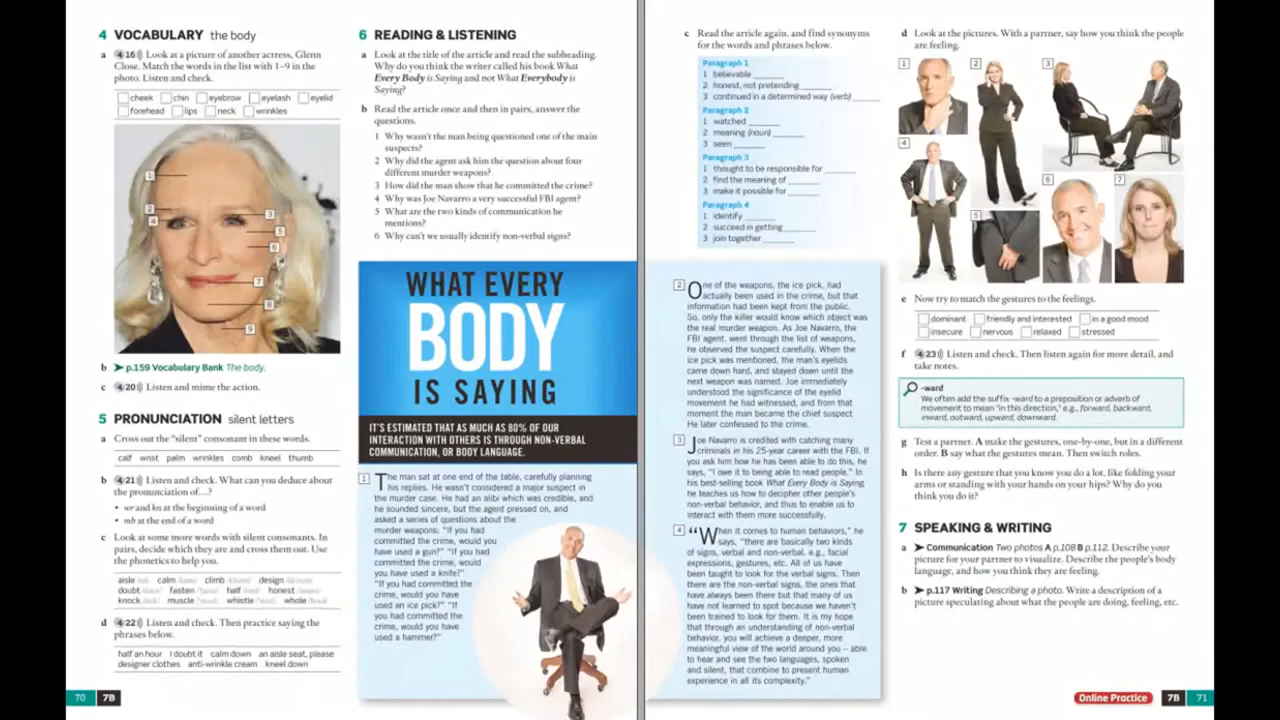 4 VOCABULARY the body
a 4 16 Look at a picture of another actress, Glenn
Close. Match the words in the list with 1–9 in the
photo. Listen and check.
cheek chin eyebrow eyelash eyelid
forehead lips neck wrinkles
1
2
4
3
5
6
7
8
9
b p.159 Vocabulary Bank The body.
c 4 20 Listen and mime the action.
5 PRONUNCIATION silent letters
a Cross out the "silent" consonant in these words.
calf wrist palm wrinkles comb kneel thumb
b 4 21 Listen and check. What can you deduce about
the pronunciation of…?
• wr and kn at the beginning of a word
• mb at the end of a word
c Look at some more words with silent consonants. In
pairs, decide which they are and cross them out. Use
the phonetics to help you.
aisle calm climb design
doubt fasten half honest
knock muscle whistle whole
d 4 22 Listen and check. Then practice saying the
phrases below.
half an hour I doubt it calm down an aisle seat, please
designer clothes anti-wrinkle cream kneel down
70 7B
6 READING & LISTENING
a Look at the title of the article and read the subheading.
Why do you think the writer called his book What
Every Body is Saying and not What Everybody is
Saying?
b Read the article once and then in pairs, answer the
questions.
1 Why wasn't the man being questioned one of the main
suspects?
2 Why did the agent ask him the question about four
different murder weapons?
3 How did the man show that he committed the crime?
4 Why was Joe Navarro a very successful FBI agent?
5 What are the two kinds of communication he
mentions?
6 Why can't we usually identify non-verbal signs?
WHAT EVERY
BODY
IS SAYING
IT'S ESTIMATED THAT AS MUCH AS 80% OF OUR
INTERACTION WITH OTHERS IS THROUGH NON-VERBAL
COMMUNICATION, OR BODY LANGUAGE.
1 The man sat at one end of the table, carefully planning
his replies. He wasn't considered a major suspect in
the murder case. He had an alibi which was credible, and
he sounded sincere, but the agent pressed on, and
asked a series of questions about the
murder weapons: "If you had
committed the crime, would you
have used a gun?" "If you had
committed the crime, would
you have used a knife?"
"If you had committed the
crime, would you have
used an ice pick?" "If
you had committed the
crime, would you have
used a hammer?"
c Read the article again, and find synonyms
for the words and phrases below.
Paragraph 1
1 believable
2 honest, not pretending
3 continued in a determined way (verb)
Paragraph 2
1 watched
2 meaning (noun)
3 seen
Paragraph 3
1 thought to be responsible for
2 find the meaning of
3 make it possible for
Paragraph 4
1 identify
2 succeed in getting
3 join together
2 One of the weapons, the ice pick, had
actually been used in the crime, but that
information had been kept from the public.
So, only the killer would know which object was
the real murder weapon. As Joe Navarro, the
FBI agent, went through the list of weapons,
he observed the suspect carefully. When the
ice pick was mentioned, the man's eyelids
came down hard, and stayed down until the
next weapon was named. Joe immediately
understood the significance of the eyelid
movement he had witnessed, and from that
moment the man became the chief suspect
He later confessed to the crime.
3 Joe Navarro is credited with catching many
criminals in his 25-year career with the FBI. If
you ask him how he has been able to do this, he
says, "I owe it to being able to read people." In
his best-selling book What Every Body is Saying
he teaches us how to decipher other people's
non-verbal behavior, and thus to enable us to
interact with them more successfully.
4 "When it comes to human behaviors," he
says, "there are basically two kinds
of signs, verbal and non-verbal, e.g., facial
expressions, gestures, etc. All of us have
been taught to look for the verbal signs. Then
there are the non-verbal signs, the ones that
have always been there but that many of us
have not learned to spot because we haven't
been trained to look for them. It is my hope
that through an understanding of non-verbal
behavior, you will achieve a deeper, more
meaningful view of the world around you – able
to hear and see the two languages, spoken
and silent, that combine to present human
experience in all its complexity."
d Look at the pictures. With a partner, say how you think the people
are feeling.
1
2
3
4
5
6
7
e Now try to match the gestures to the feelings.
dominant friendly and interested in a good mood
insecure nervous relaxed stressed
f 4 23 Listen and check. Then listen again for more detail, and
take notes.
-ward
We often add the suffix -ward to a preposition or adverb of
movement to mean "in this direction," e.g., forward, backward,
inward, outward, upward, downward.
g Test a partner. A make the gestures, one-by-one, but in a different
order. B say what the gestures mean. Then switch roles.
h Is there any gesture that you know you do a lot, like folding your
arms or standing with your hands on your hips? Why do you
think you do it?
7 SPEAKING & WRITING
a Communication Two photos A p.108 B p.112. Describe your
picture for your partner to visualize. Describe the people's body
language, and how you think they are feeling.
b p.117 Writing Describing a photo. Write a description of a
picture speculating about what the people are doing, feeling, etc.
Online Practice 7B 71